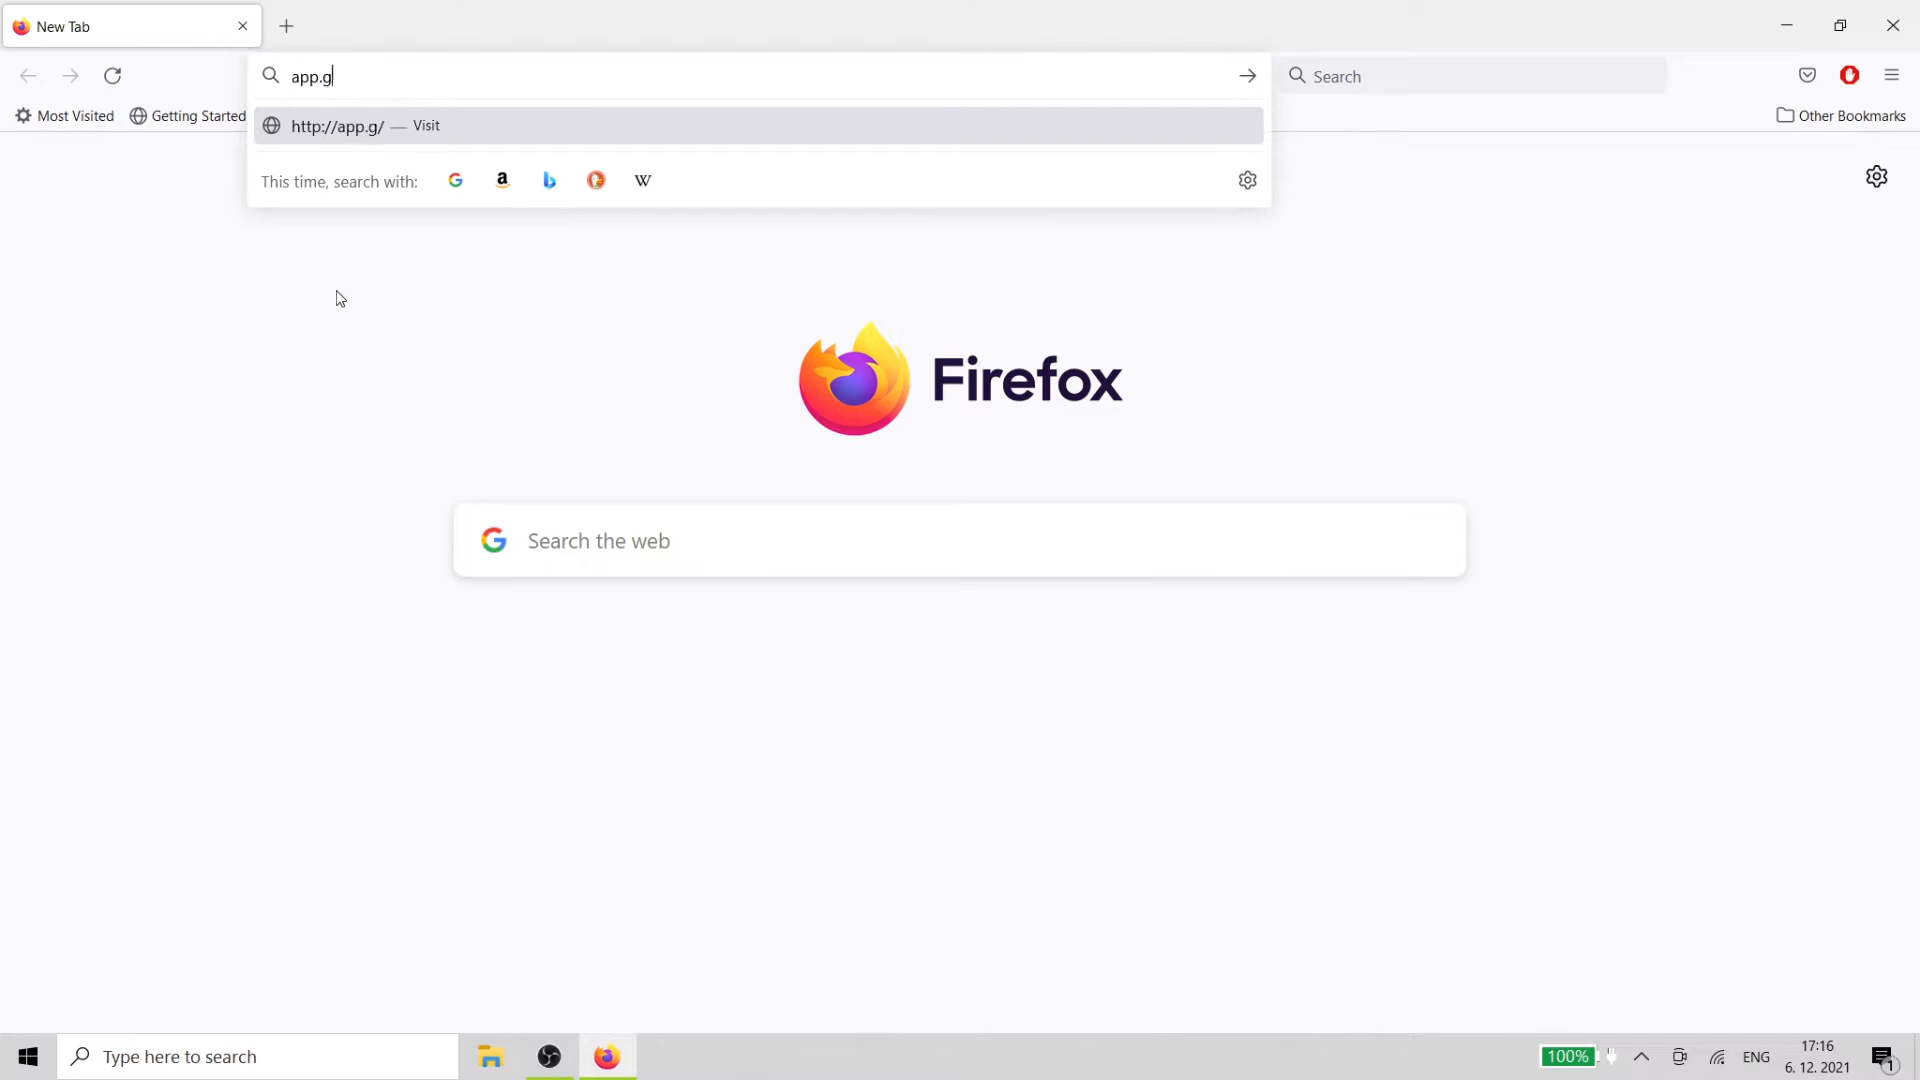 New Tab
app.g
Search
http://app.g/ — Visit
Most Visited
Getting Started
Other Bookmarks
This time, search with:
Firefox
Search the web
Type here to search
100%
ENG
17:16
6. 12. 2021
1